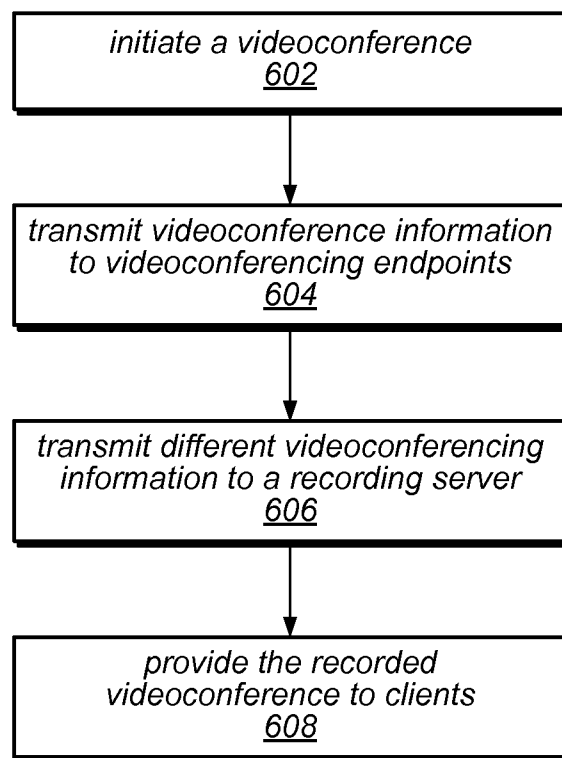 initiate a videoconference
602
transmit videoconference information
to videoconferencing endpoints
604
transmit different videoconferencing
information to a recording server
606
provide the recorded
videoconference to clients
608